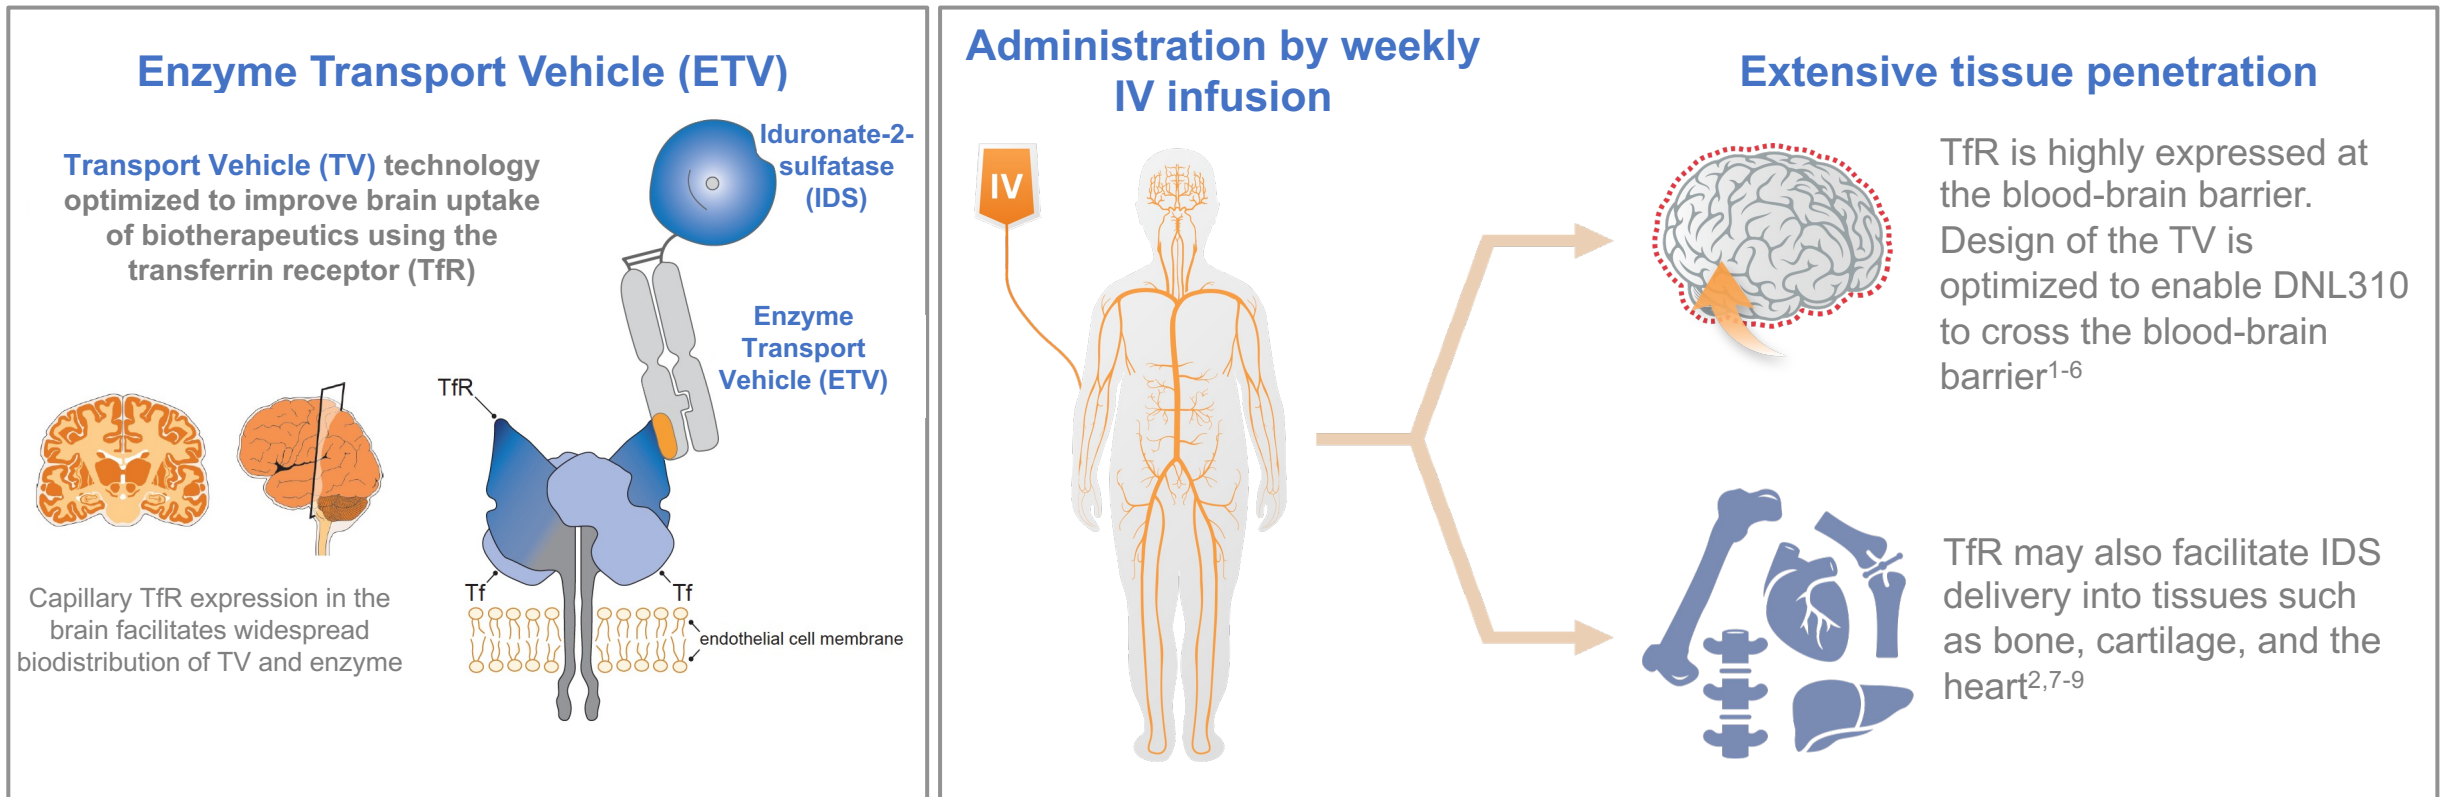 Enzyme Transport Vehicle (ETV)
Transport Vehicle (TV) technology
optimized to improve brain uptake
of biotherapeutics using the
transferrin receptor (TfR)
Iduronate-2-
sulfatase
(IDS)
Enzyme
Transport
Vehicle (ETV)
TfR
Tf
Tf
endothelial cell membrane
Capillary TfR expression in the
brain facilitates widespread
biodistribution of TV and enzyme
Administration by weekly
IV infusion
IV
Extensive tissue penetration
TfR is highly expressed at
the blood-brain barrier.
Design of the TV is
optimized to enable DNL310
to cross the blood-brain
barrier1-6
TfR may also facilitate IDS
delivery into tissues such
as bone, cartilage, and the
heart2,7-9